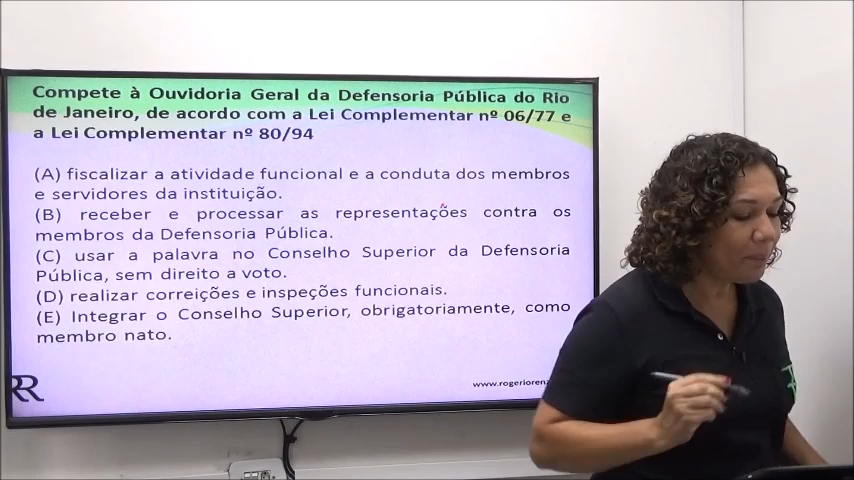 Compete à Ouvidoria Geral da Defensoria Pública do Rio
de Janeiro, de acordo com a Lei Complementar nº 06/77 e
a Lei Complementar nº 80/94
(A) fiscalizar a atividade funcional e a conduta dos membros
e servidores da instituição.
(B) receber e processar as representações contra os
membros da Defensoria Pública.
(C) usar a palavra no Conselho Superior da Defensoria
Pública, sem direito a voto.
(D) realizar correições e inspeções funcionais.
(E) Integrar o Conselho Superior, obrigatoriamente, como
membro nato.
RR